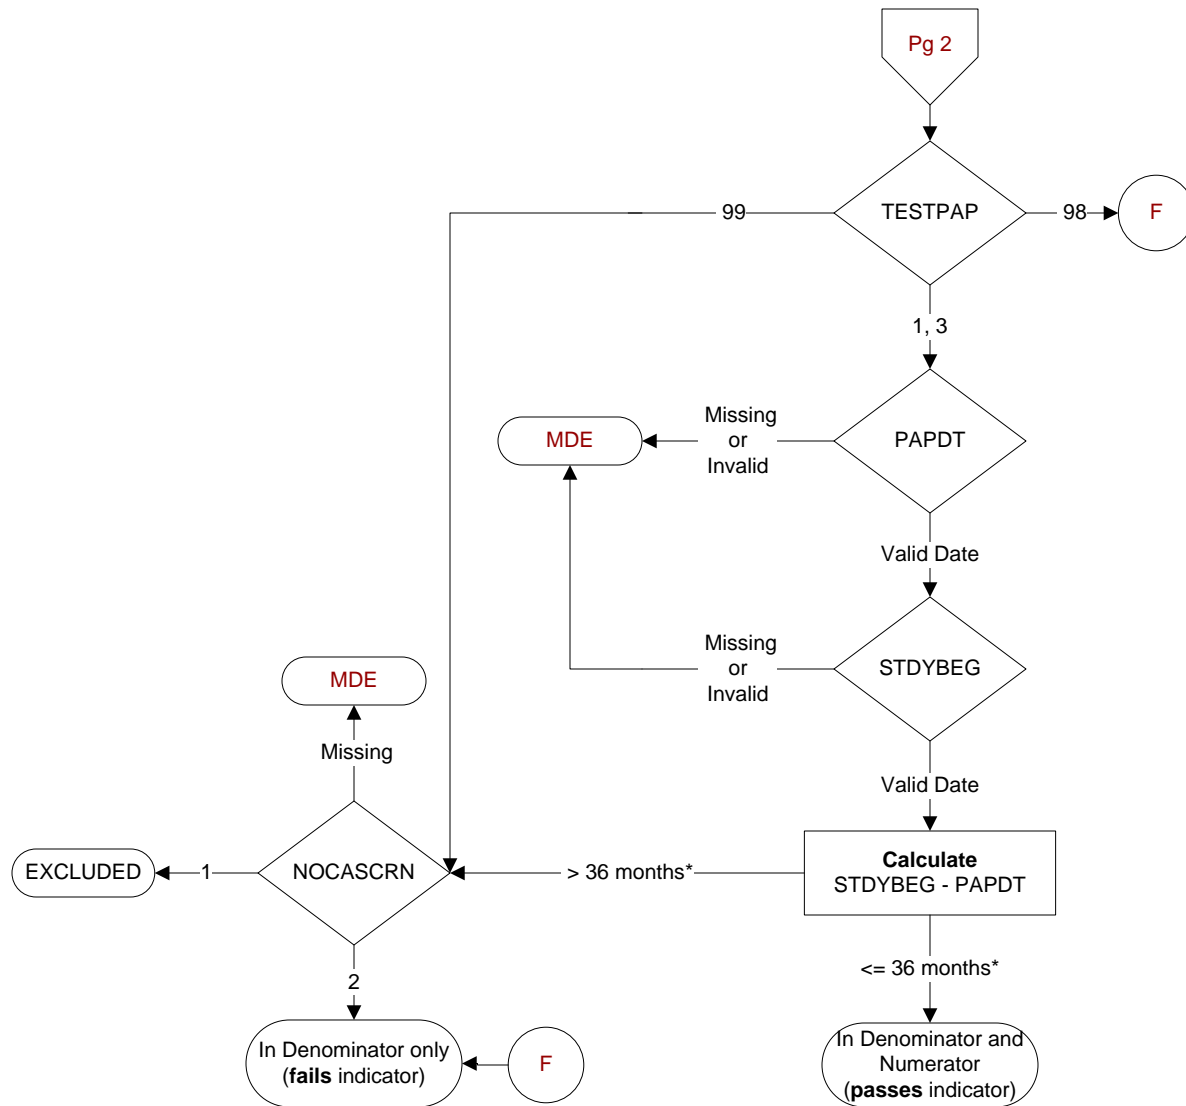 Pg 2
TESTPAP
99
98
F
1, 3
PAPDT
Missing
or
Invalid
MDE
Valid Date
STDYBEG
Missing
or
Invalid
MDE
Missing
Valid Date
Calculate
STDYBEG - PAPDT
> 36 months*
NOCASCRN
1
EXCLUDED
2
<= 36 months*
In Denominator only
(fails indicator)
F
In Denominator and
Numerator
(passes indicator)